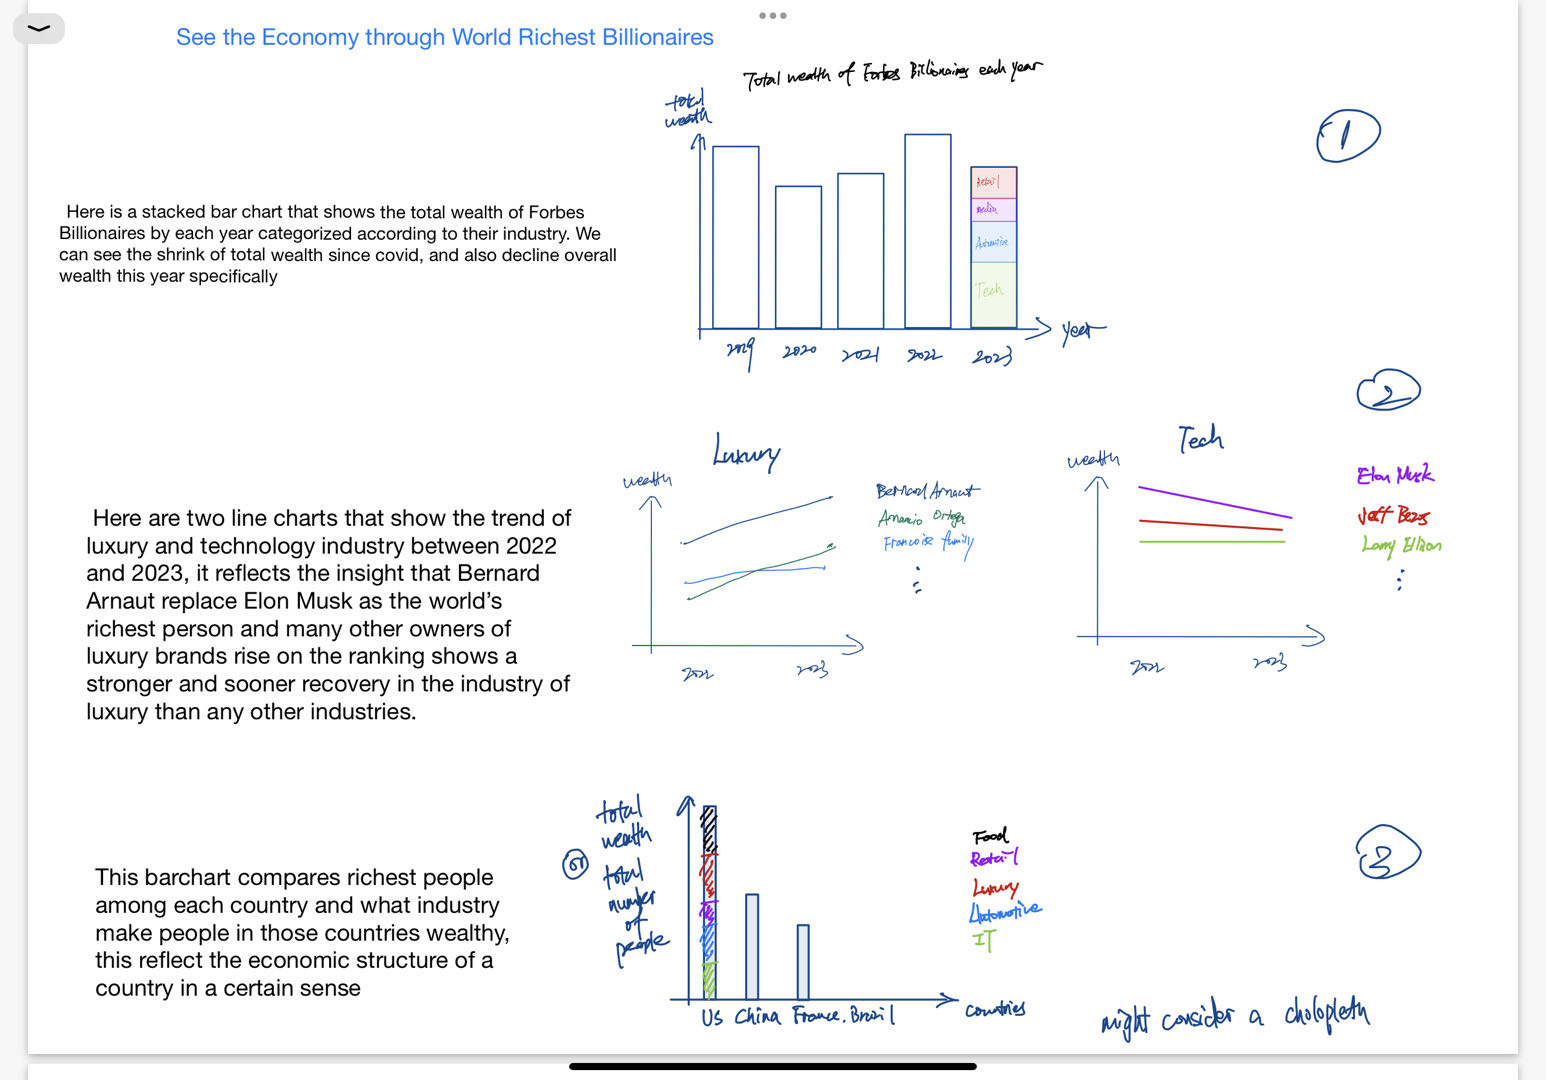 See the Economy through World Richest Billionaires
Total wealth of Forbes Billionaires each year
total
wealth
1
Here is a stacked bar chart that shows the total wealth of Forbes
Billionaires by each year categorized according to their industry. We
can see the shrink of total wealth since covid, and also decline overall
wealth this year specifically
Retail
media
Automotive
Tech
year
2019 2020 2021 2022 2023
2
Luxury
wealth
Bernard Arnaut
Amancio Ortega
Francoise family
2022 2023
Tech
wealth
Elon Musk
Jeff Bezos
Larry Ellison
2022 2023
Here are two line charts that show the trend of
luxury and technology industry between 2022
and 2023, it reflects the insight that Bernard
Arnaut replace Elon Musk as the world's
richest person and many other owners of
luxury brands rise on the ranking shows a
stronger and sooner recovery in the industry of
luxury than any other industries.
total
wealth
or
total
number
of
people
Food
Retail
Luxury
Automotive
IT
3
This barchart compares richest people
among each country and what industry
make people in those countries wealthy,
this reflect the economic structure of a
country in a certain sense
US China France. Brazil
countries
might consider a cholopleth